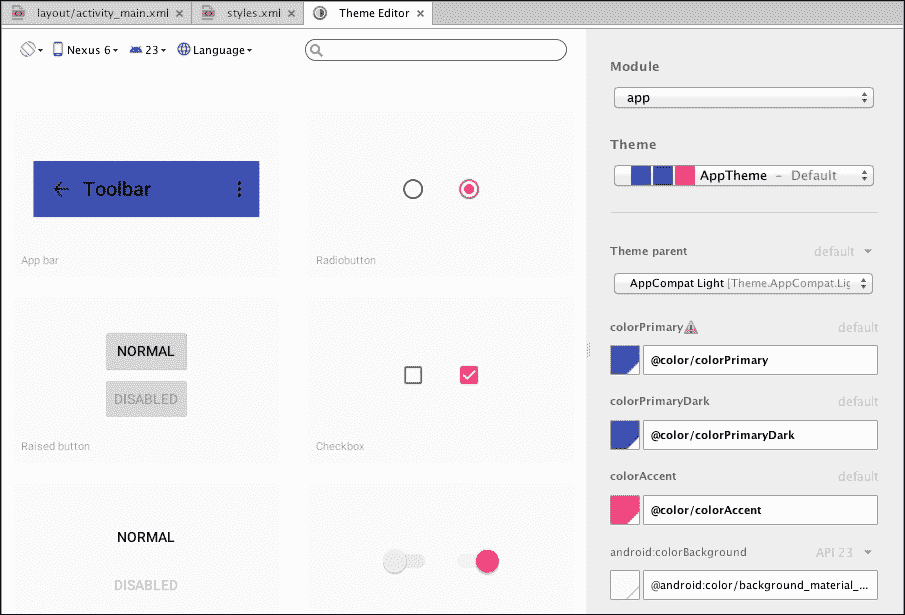 layout/activity_main.xml styles.xml Theme Editor
Nexus 6 23 Language
Module
app
Theme
AppTheme – Default
Toolbar
App bar
Radiobutton
Theme parent default
AppCompat Light [Theme.AppCompat.Lig
NORMAL
DISABLED
Raised button
Checkbox
colorPrimary default
@color/colorPrimary
colorPrimaryDark default
@color/colorPrimaryDark
colorAccent default
@color/colorAccent
NORMAL
DISABLED
android:colorBackground API 23
@android:color/background_material_...